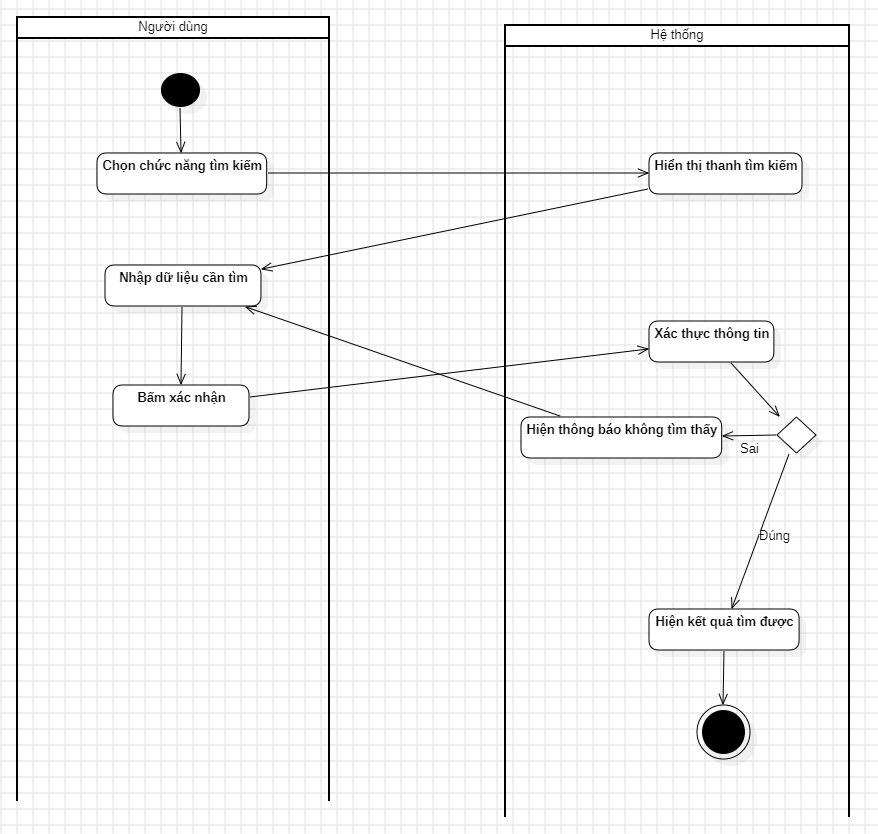 Người dùng
Hệ thống
Chọn chức năng tìm kiếm
Hiển thị thanh tìm kiếm
Nhập dữ liệu cần tìm
Xác thực thông tin
Bấm xác nhận
Hiện thông báo không tìm thấy
Sai
Đúng
Hiện kết quả tìm được